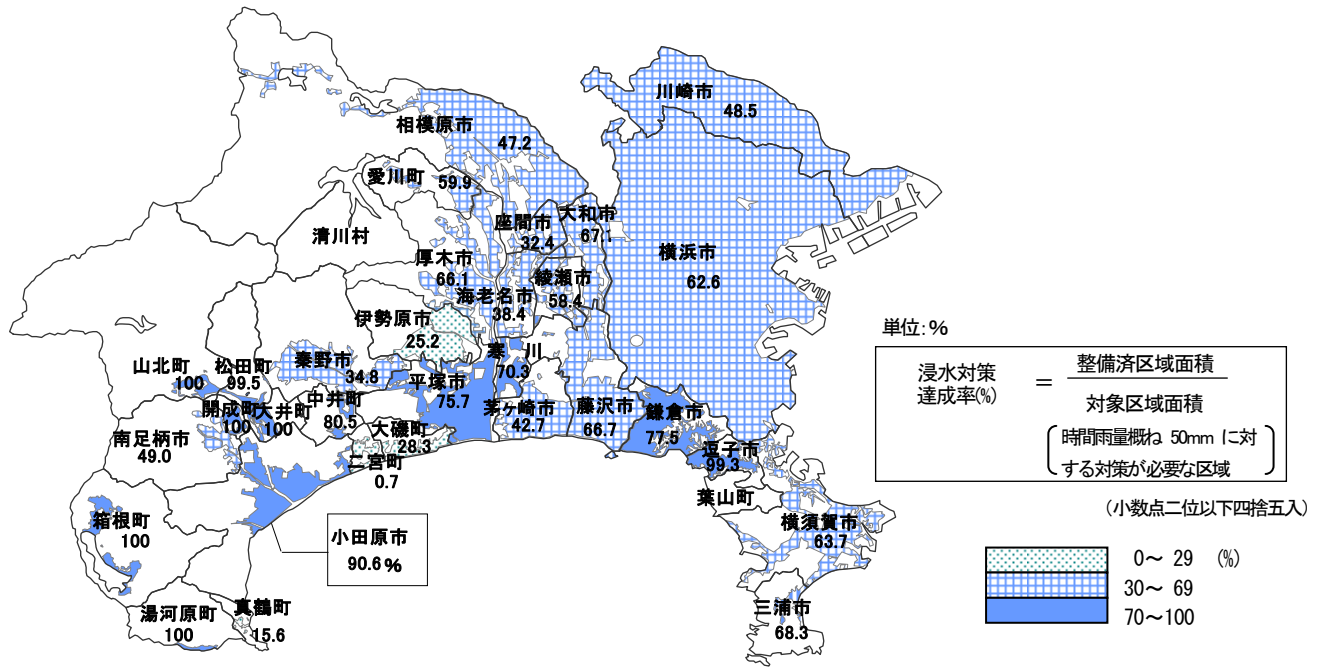 川崎市
48.5
相模原市
47.2
愛川町
59.9
清川村
座間市
32.4
大和市
67.1
横浜市
62.6
厚木市
66.1
綾瀬市
58.4
海老名市
38.4
伊勢原市
25.2
寒川
70.3
秦野市
34.8
山北町
100
松田町
99.5
平塚市
75.7
中井町
80.5
開成町
100
大井町
100
茅ヶ崎市
42.7
藤沢市
66.7
鎌倉市
77.5
大磯町
28.3
南足柄市
49.0
二宮町
0.7
逗子市
99.3
葉山町
箱根町
100
小田原市
90.6%
横須賀市
63.7
湯河原町
100
真鶴町
15.6
三浦市
68.3
単位:%
浸水対策
達成率(%)
=
整備済区域面積
対象区域面積
時間雨量概ね 50mm に対
する対策が必要な区域
(小数点二位以下四捨五入)
0~ 29 (%)
30~ 69
70~100